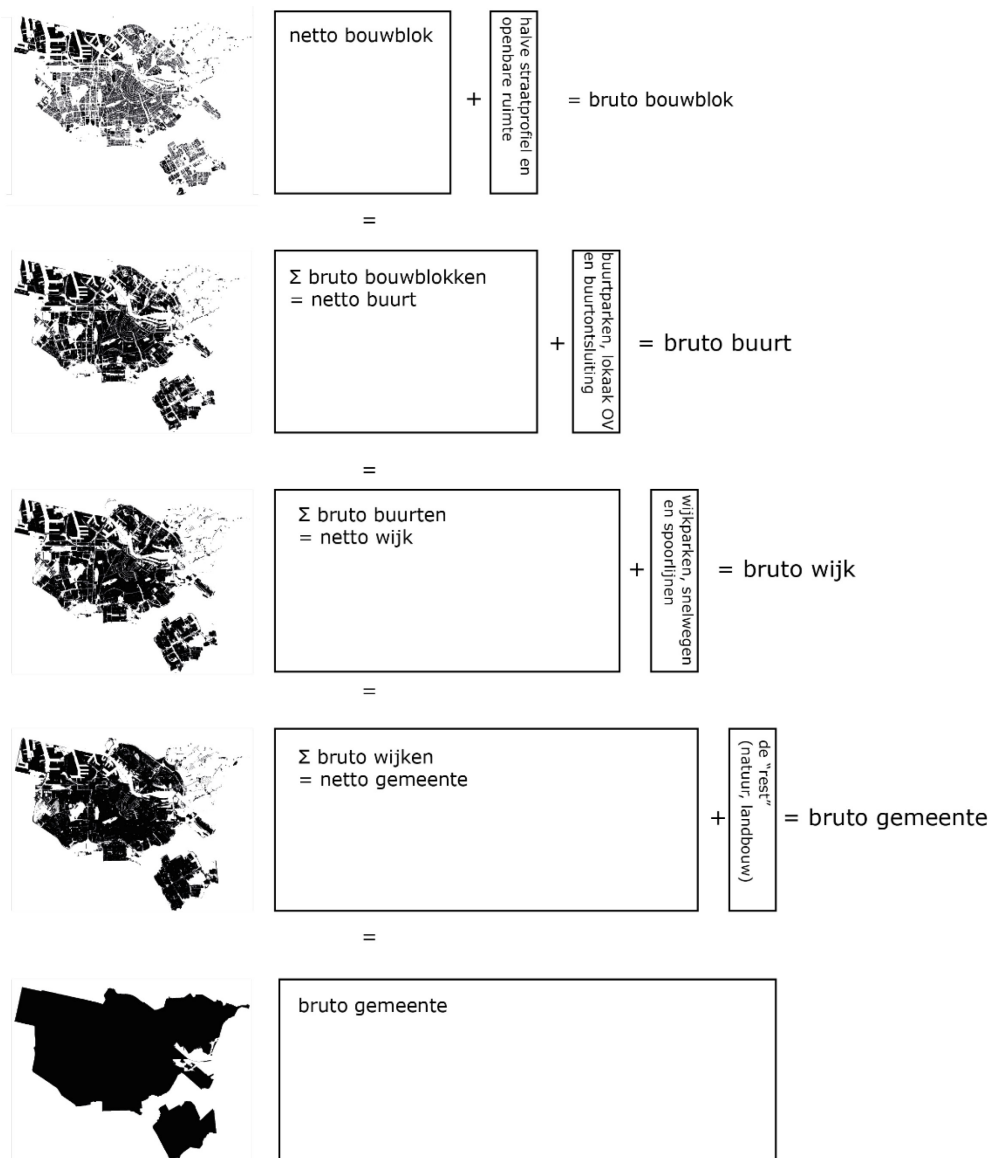 netto bouwblok
+
halve straatprofiel en
openbare ruimte
= bruto bouwblok
=
Σ bruto bouwblokken
= netto buurt
+
buurtparken, lokaak OV
en buurtontsluiting
= bruto buurt
=
Σ bruto buurten
= netto wijk
+
wijkparken, snelwegen
en spoorlijnen
= bruto wijk
=
Σ bruto wijken
= netto gemeente
+
de “rest”
(natuur, landbouw)
= bruto gemeente
=
bruto gemeente